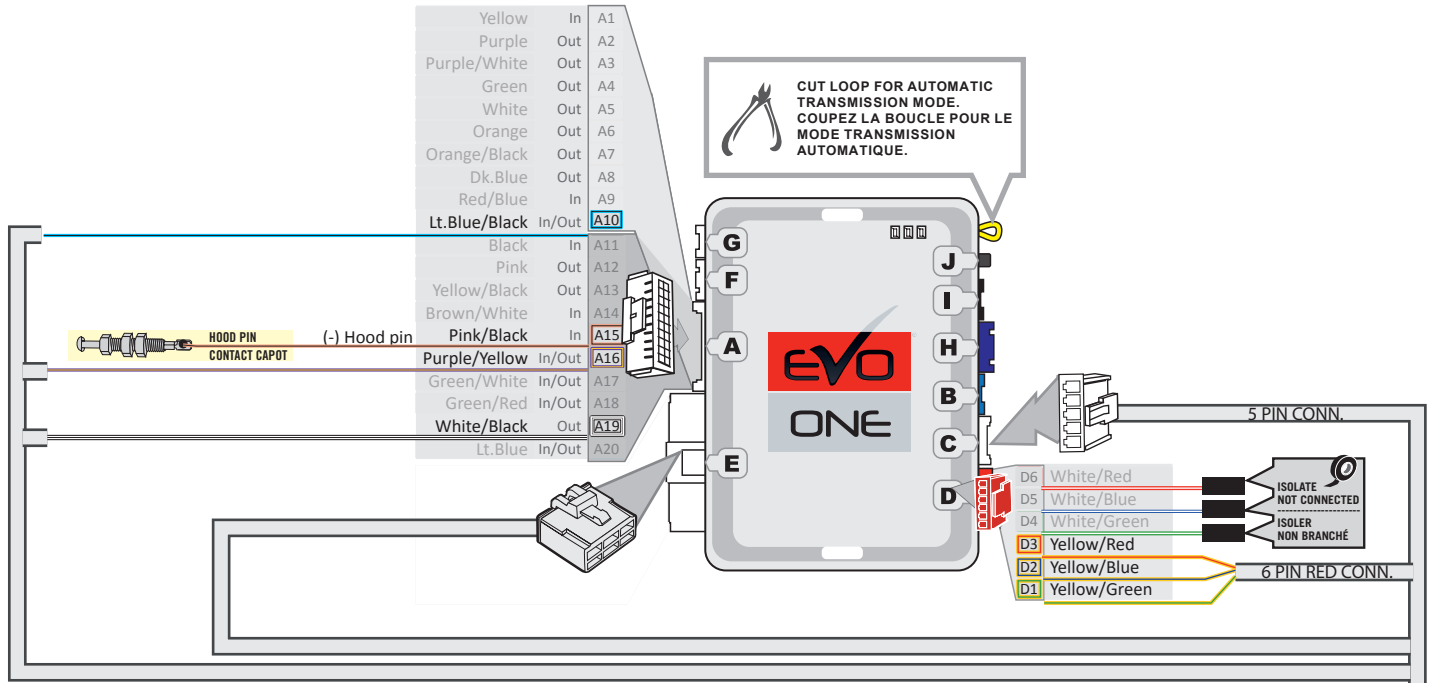 Yellow In A1
Purple Out A2
Purple/White Out A3
Green Out A4
White Out A5
Orange Out A6
Orange/Black Out A7
Dk.Blue Out A8
Red/Blue In A9
Lt.Blue/Black In/Out A10
Black In A11
Pink Out A12
Yellow/Black Out A13
Brown/White In A14
(-) Hood pin Pink/Black In A15
Purple/Yellow In/Out A16
Green/White In/Out A17
Green/Red In/Out A18
White/Black Out A19
Lt.Blue In/Out A20
HOOD PIN
CONTACT CAPOT
CUT LOOP FOR AUTOMATIC
TRANSMISSION MODE.
COUPEZ LA BOUCLE POUR LE
MODE TRANSMISSION
AUTOMATIQUE.
G
F
A
E
J
I
H
B
C
D
EVO
ONE
5 PIN CONN.
D6 White/Red
D5 White/Blue
D4 White/Green
D3 Yellow/Red
D2 Yellow/Blue
D1 Yellow/Green
ISOLATE
NOT CONNECTED
ISOLER
NON BRANCHÉ
6 PIN RED CONN.